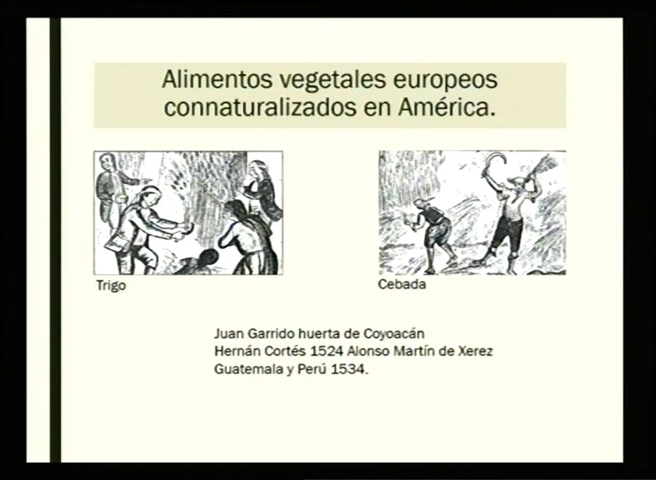 Alimentos vegetales europeos
connaturalizados en América.
Trigo
Cebada
Juan Garrido huerta de Coyoacán
Hernán Cortés 1524 Alonso Martín de Xerez
Guatemala y Perú 1534.